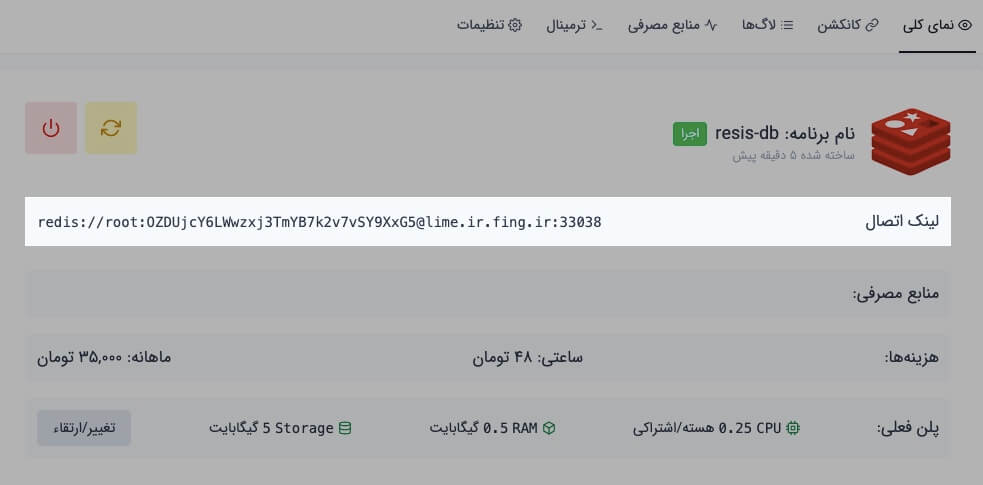 نمای کلی کانکشن لاگ‌ها منابع مصرفی ترمینال تنظیمات
نام برنامه: resis-db اجرا
ساخته شده ۵ دقیقه پیش
لینک اتصال redis://root:OZDUjcY6LWwzxj3TmYB7k2v7vSY9XxG5@lime.ir.fing.ir:33038
منابع مصرفی:
هزینه‌ها: ساعتی: ۴۸ تومان ماهانه: ۳۵,۰۰۰ تومان
پلن فعلی: CPU 0.25 هسته/اشتراکی RAM 0.5 گیگابایت Storage 5 گیگابایت تغییر/ارتقاء